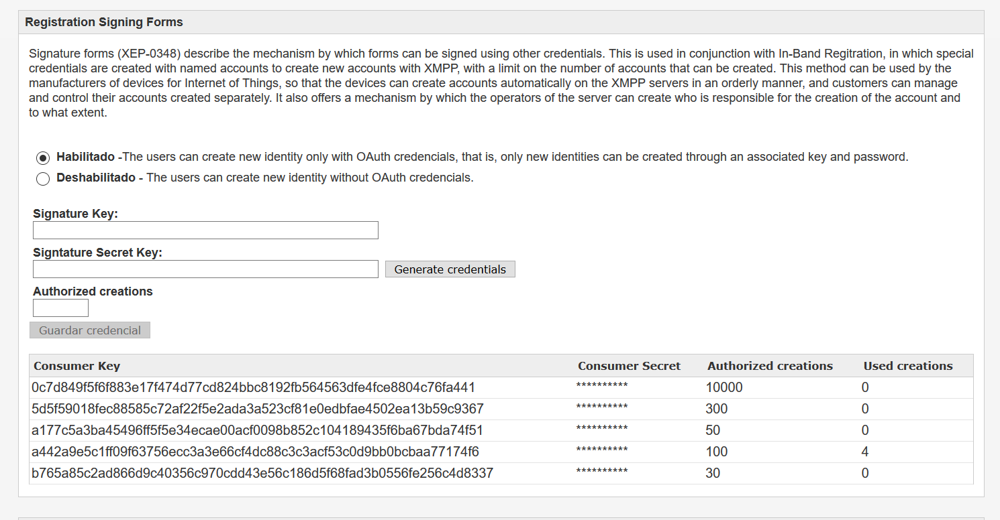 Registration Signing Forms
Signature forms (XEP-0348) describe the mechanism by which forms can be signed using other credentials. This is used in conjunction with In-Band Regitration, in which special
credentials are created with named accounts to create new accounts with XMPP, with a limit on the number of accounts that can be created. This method can be used by the
manufacturers of devices for Internet of Things, so that the devices can create accounts automatically on the XMPP servers in an orderly manner, and customers can manage
and control their accounts created separately. It also offers a mechanism by which the operators of the server can create who is responsible for the creation of the account and
to what extent.
Habilitado -The users can create new identity only with OAuth credencials, that is, only new identities can be created through an associated key and password.
Deshabilitado - The users can create new identity without OAuth credencials.
Signature Key:
Signtature Secret Key:
Generate credentials
Authorized creations
Guardar credencial
Consumer Key Consumer Secret Authorized creations Used creations
0c7d849f5f6f883e17f474d77cd824bbc8192fb564563dfe4fce8804c76fa441 ********** 10000 0
5d5f59018fec88585c72af22f5e2ada3a523cf81e0edbfae4502ea13b59c9367 ********** 300 0
a177c5a3ba45496ff5f5e34ecae00acf0098b852c104189435f6ba67bda74f51 ********** 50 0
a442a9e5c1ff09f63756ecc3a3e66cf4dc88c3c3acf53c0d9bb0bcbaa77174f6 ********** 100 4
b765a85c2ad866d9c40356c970cdd43e56c186d5f68fad3b0556fe256c4d8337 ********** 30 0